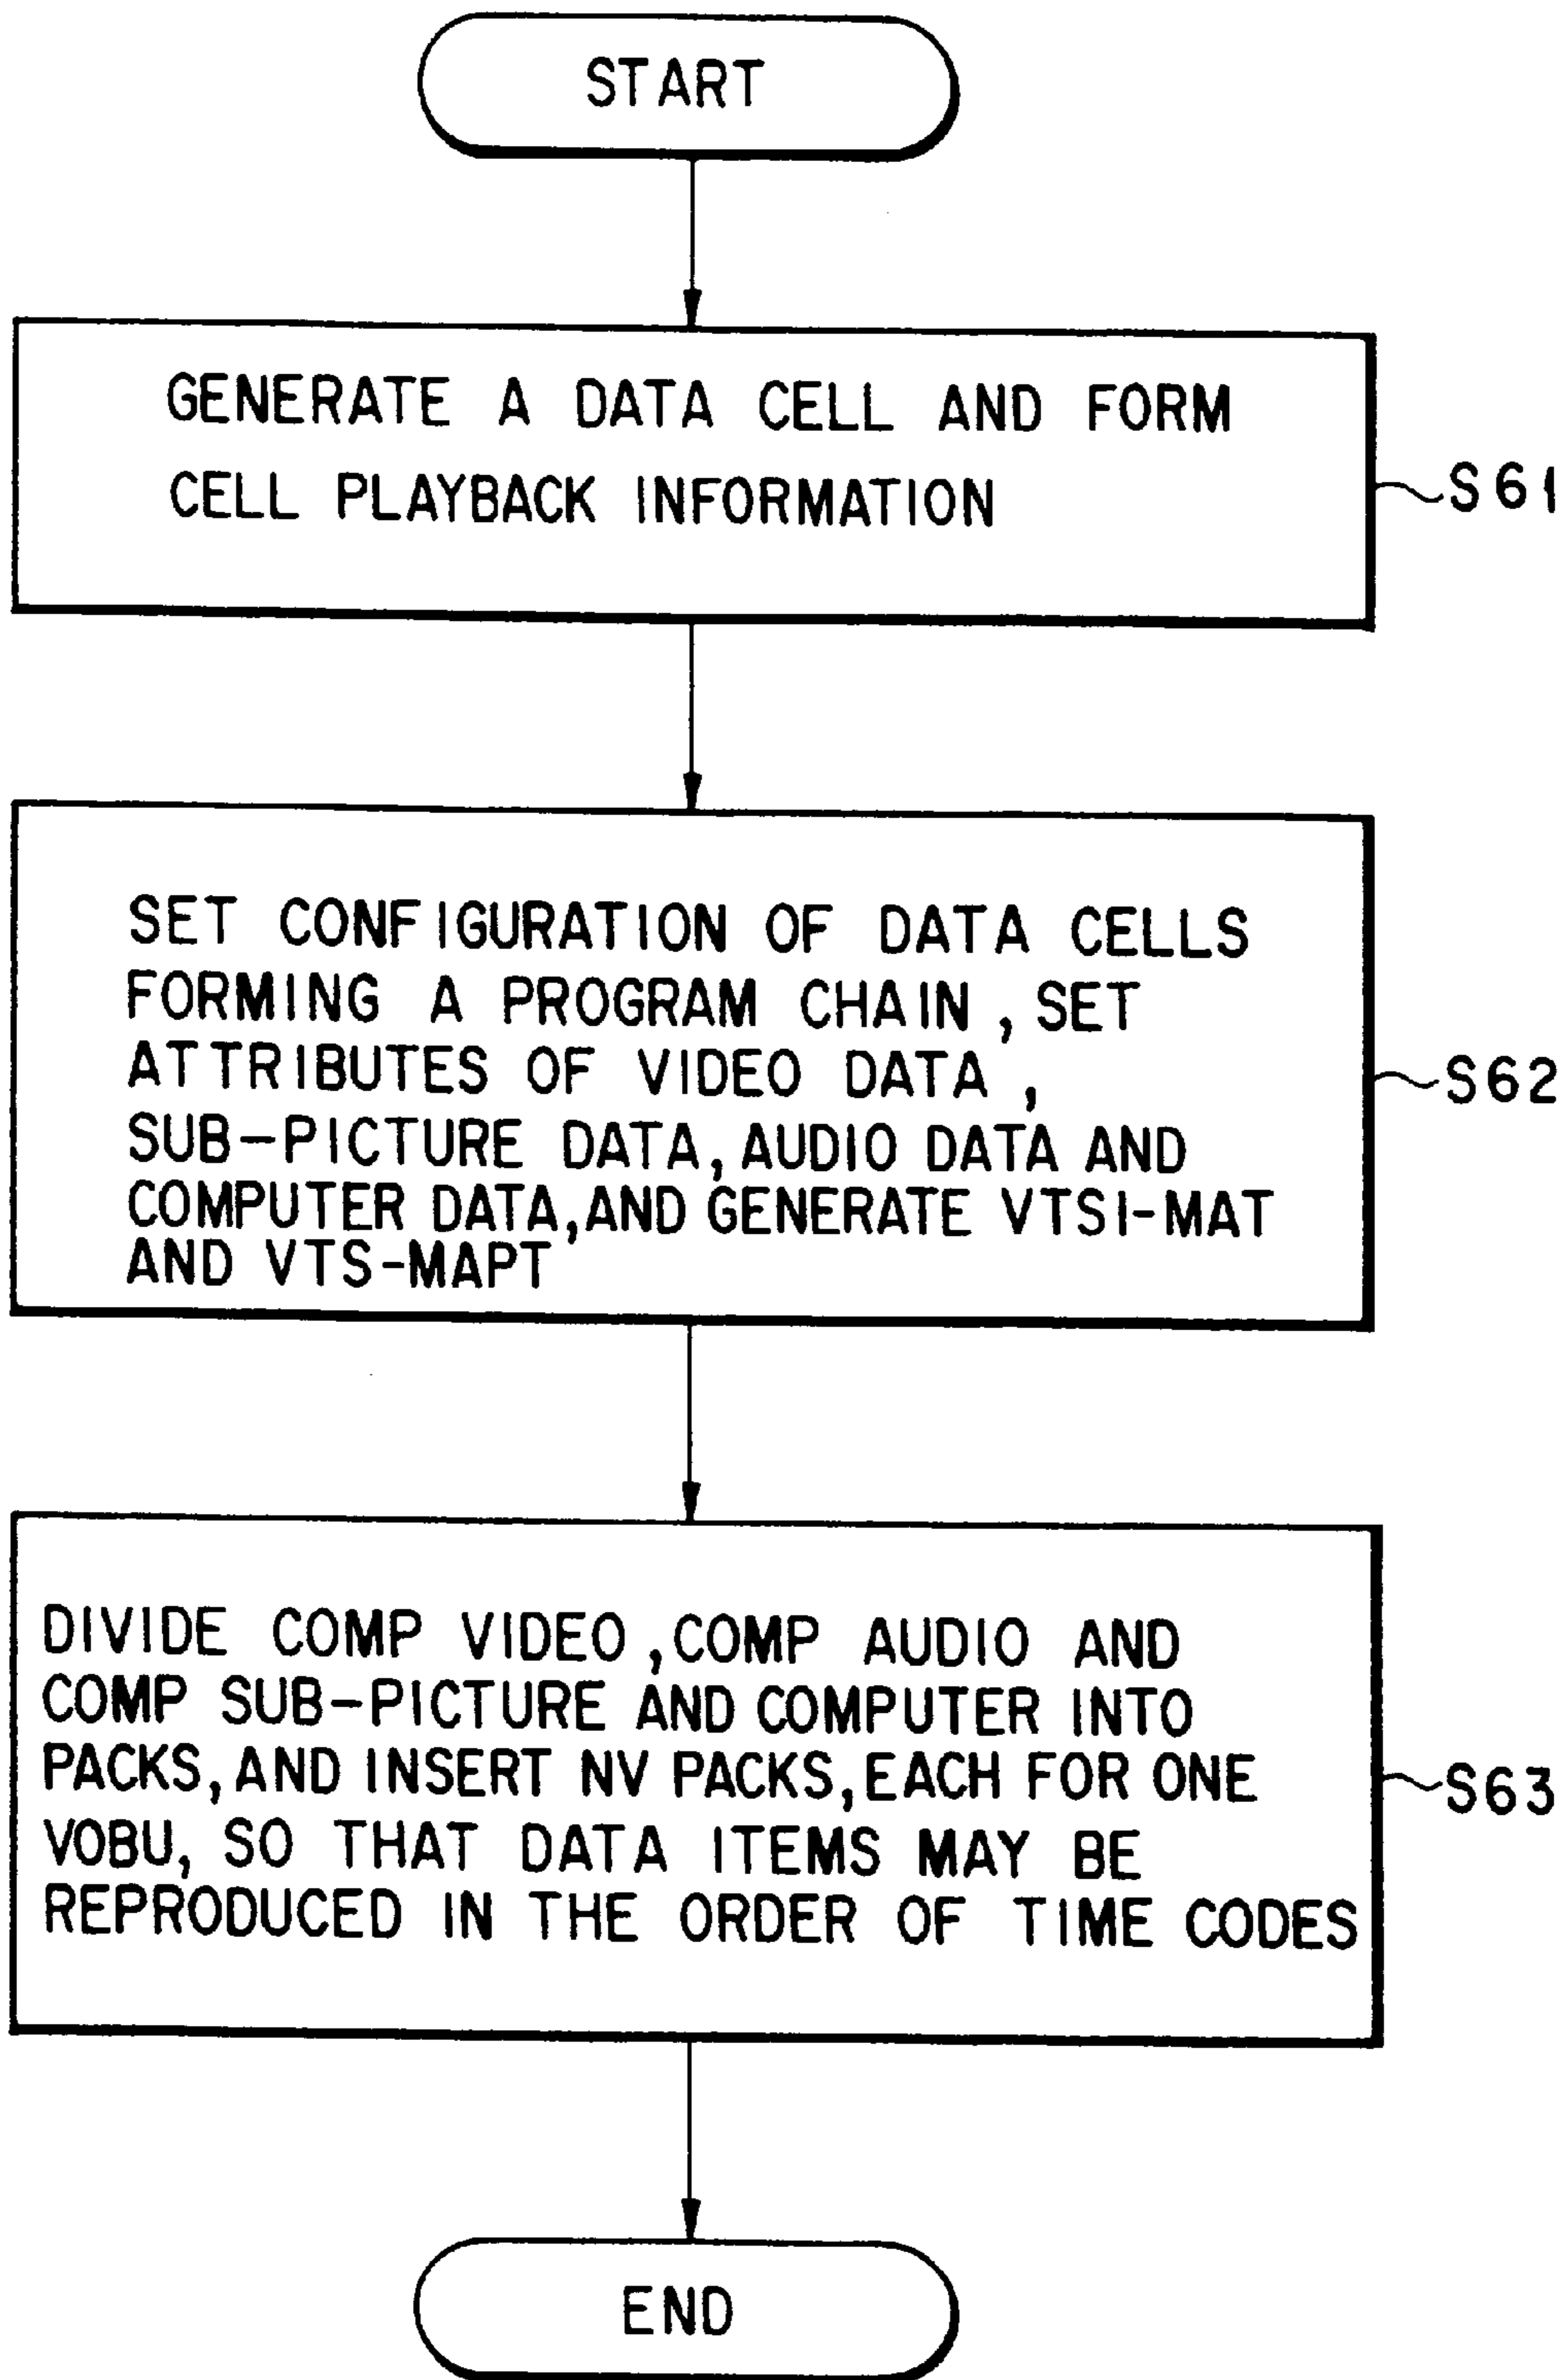 START
GENERATE A DATA CELL AND FORM
CELL PLAYBACK INFORMATION
S61
SET CONFIGURATION OF DATA CELLS
FORMING A PROGRAM CHAIN, SET
ATTRIBUTES OF VIDEO DATA,
SUB-PICTURE DATA, AUDIO DATA AND
COMPUTER DATA, AND GENERATE VTSI-MAT
AND VTS-MAPT
S62
DIVIDE COMP VIDEO, COMP AUDIO AND
COMP SUB-PICTURE AND COMPUTER INTO
PACKS, AND INSERT NV PACKS, EACH FOR ONE
VOBU, SO THAT DATA ITEMS MAY BE
REPRODUCED IN THE ORDER OF TIME CODES
S63
END